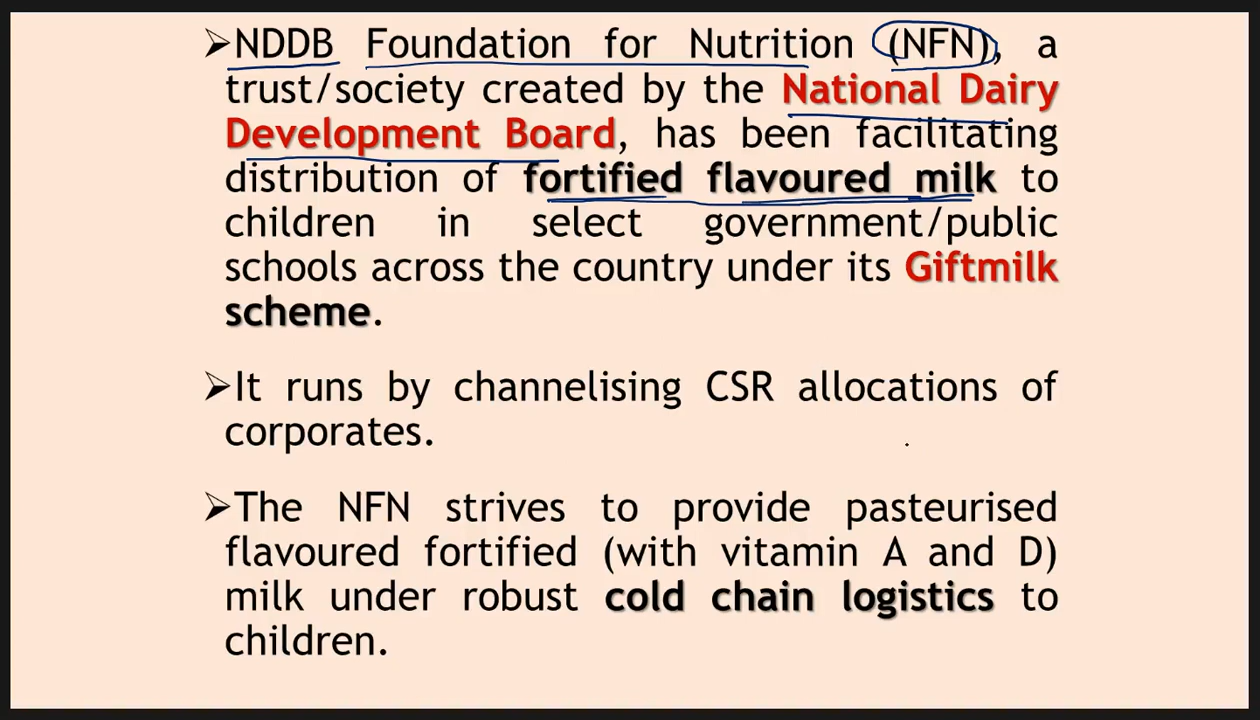 ➢NDDB Foundation for Nutrition (NFN), a
trust/society created by the National Dairy
Development Board, has been facilitating
distribution of fortified flavoured milk to
children in select government/public
schools across the country under its Giftmilk
scheme.
➢It runs by channelising CSR allocations of
corporates.
➢The NFN strives to provide pasteurised
flavoured fortified (with vitamin A and D)
milk under robust cold chain logistics to
children.